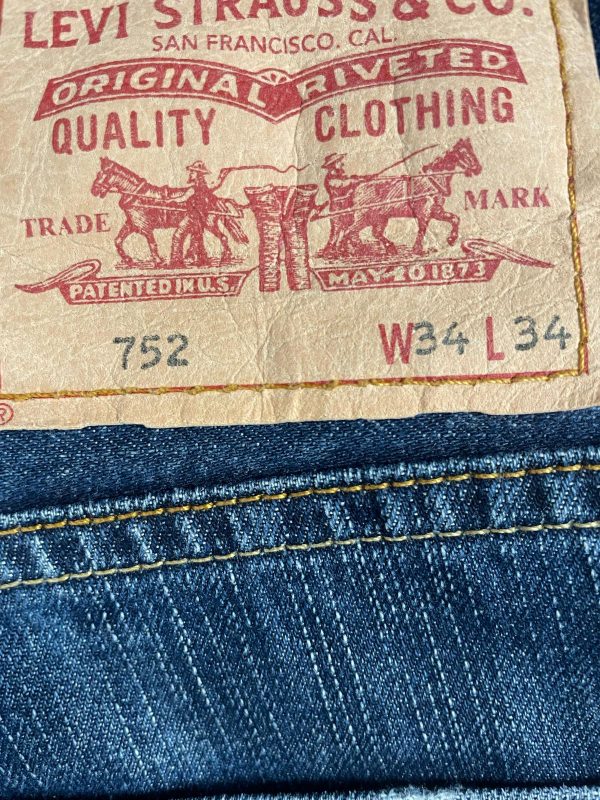 LEVI STRAUSS & CO.
SAN FRANCISCO. CAL.
ORIGINAL RIVETED
QUALITY CLOTHING
TRADE MARK
PATENTED IN U.S. MAY 20 1873
752 W34 L34
®